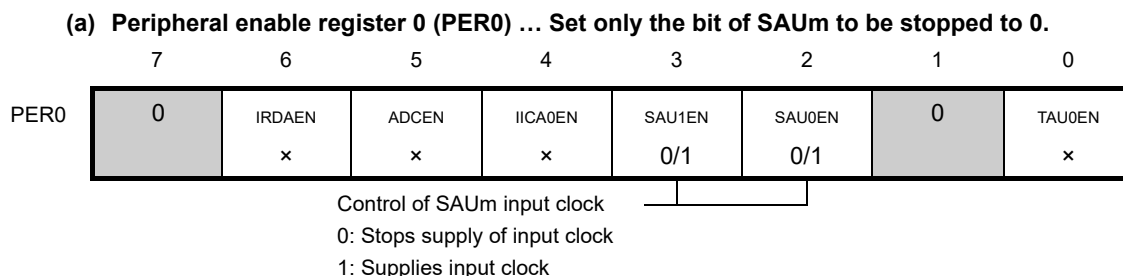 (a) Peripheral enable register 0 (PER0) … Set only the bit of SAUm to be stopped to 0.
7 6 5 4 3 2 1 0
PER0 0 IRDAEN ADCEN IICA0EN SAU1EN SAU0EN 0 TAU0EN
× × × 0/1 0/1 ×
Control of SAUm input clock
0: Stops supply of input clock
1: Supplies input clock